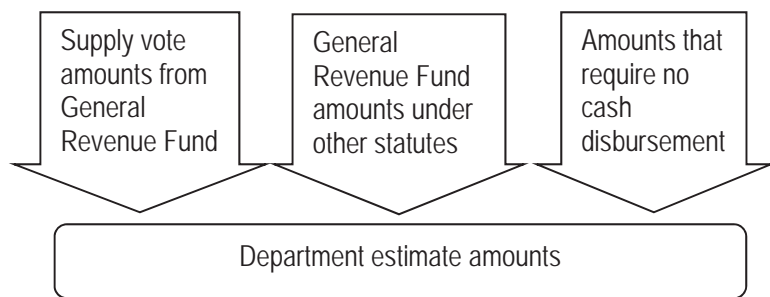 Supply vote
amounts from
General
Revenue Fund
General
Revenue Fund
amounts under
other statutes
Amounts that
require no
cash
disbursement
Department estimate amounts